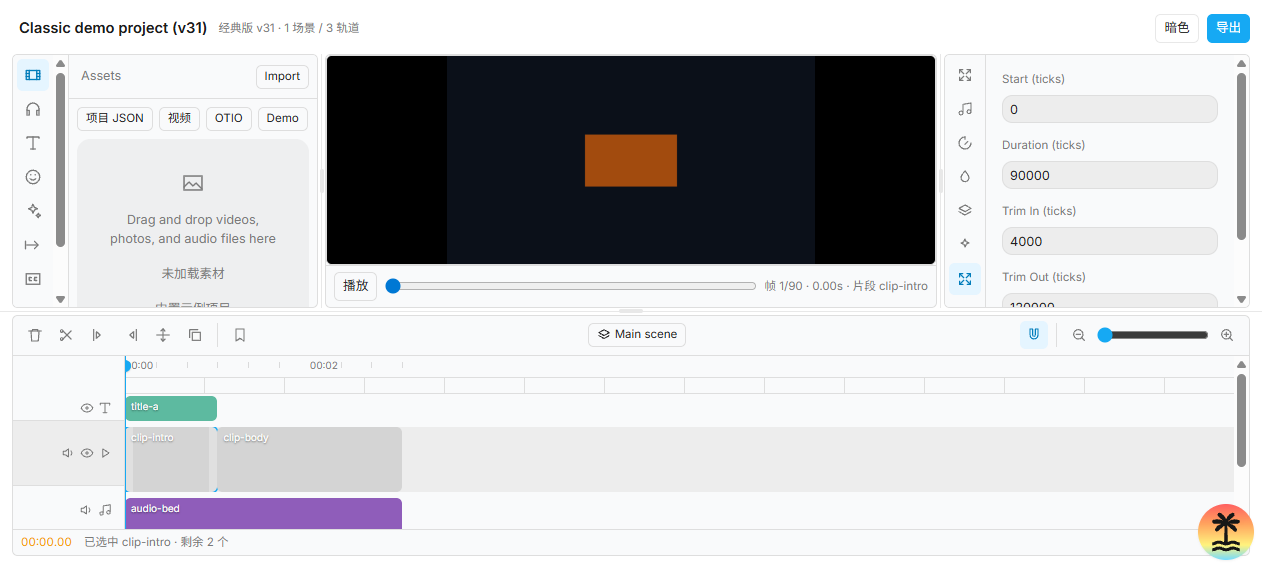 Classic demo project (v31) 经典版 v31 · 1 场景 / 3 轨道
暗色
导出
Assets
Import
项目 JSON
视频
OTIO
Demo
Drag and drop videos,
photos, and audio files here
未加载素材
播放
帧 1/90 · 0.00s · 片段 clip-intro
Start (ticks)
0
Duration (ticks)
90000
Trim In (ticks)
4000
Trim Out (ticks)
Main scene
0:00
00:02
title-a
clip-intro
clip-body
audio-bed
00:00.00 已选中 clip-intro · 剩余 2 个